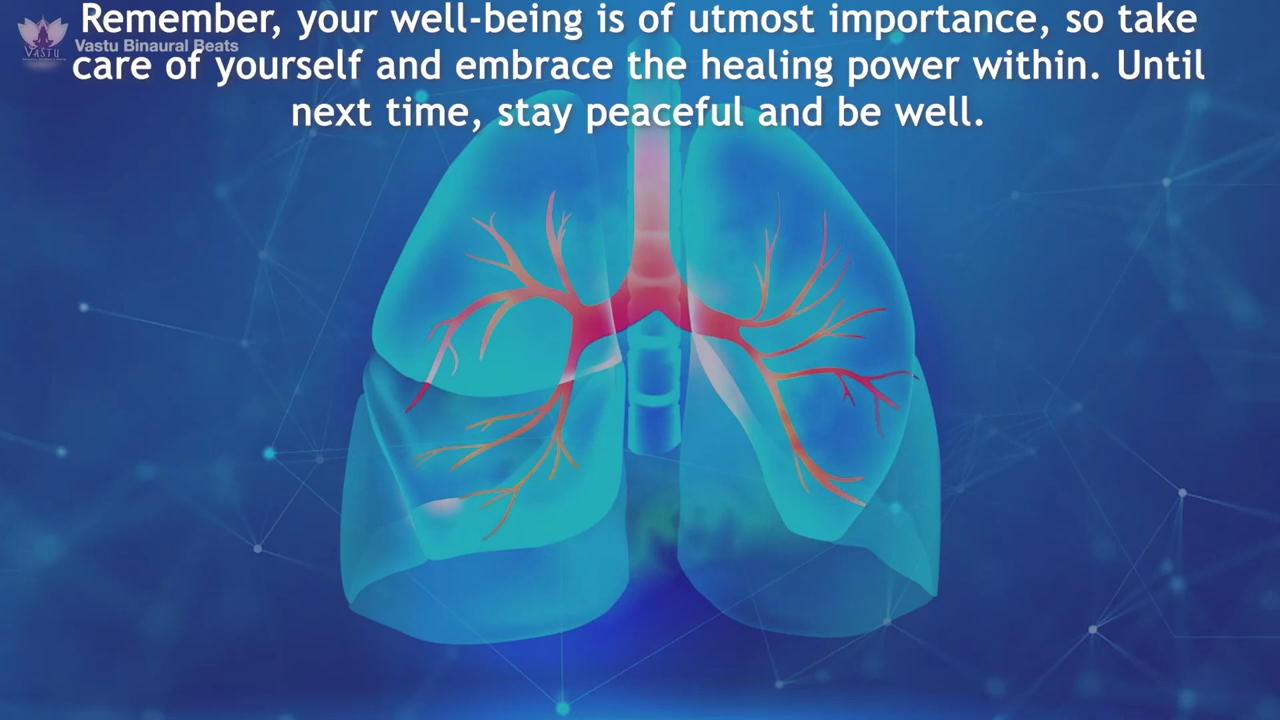 Remember, your well-being is of utmost importance, so take
care of yourself and embrace the healing power within. Until
next time, stay peaceful and be well.
VASTU
Vastu Binaural Beats